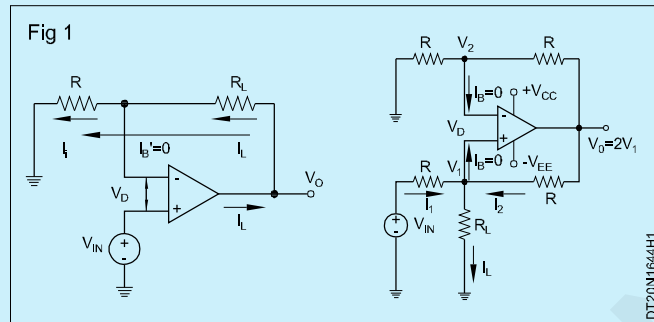 Fig 1
R
R_L
I_i
I_B'=0
I_L
I_L
V_D
-
+
V_O
I_L
V_IN
+
-
R
V_2
R
I_B=0
+V_CC
V_D
-
+
V_0=2V_1
V_1
I_B=0
-V_EE
R
I_1
I_2
R
V_IN
+
-
R_L
I_L
DT20N1644H1